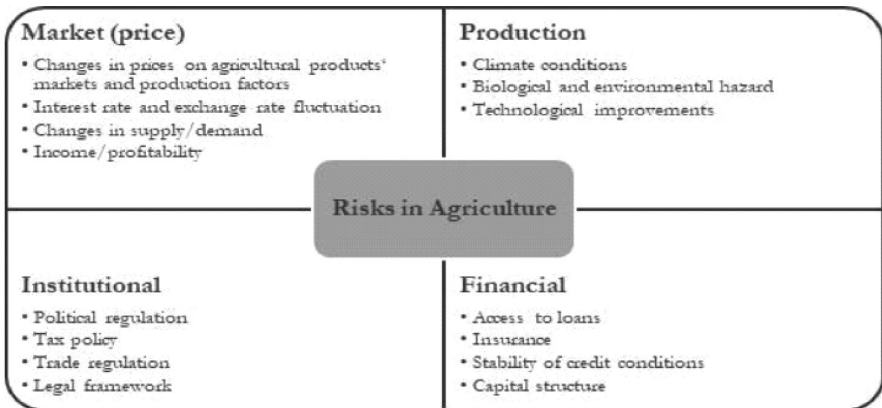 Market (price)
• Changes in prices on agricultural products‘
markets and production factors
• Interest rate and exchange rate fluctuation
• Changes in supply/demand
• Income/profitability
Production
• Climate conditions
• Biological and environmental hazard
• Technological improvements
Risks in Agriculture
Institutional
• Political regulation
• Tax policy
• Trade regulation
• Legal framework
Financial
• Access to loans
• Insurance
• Stability of credit conditions
• Capital structure